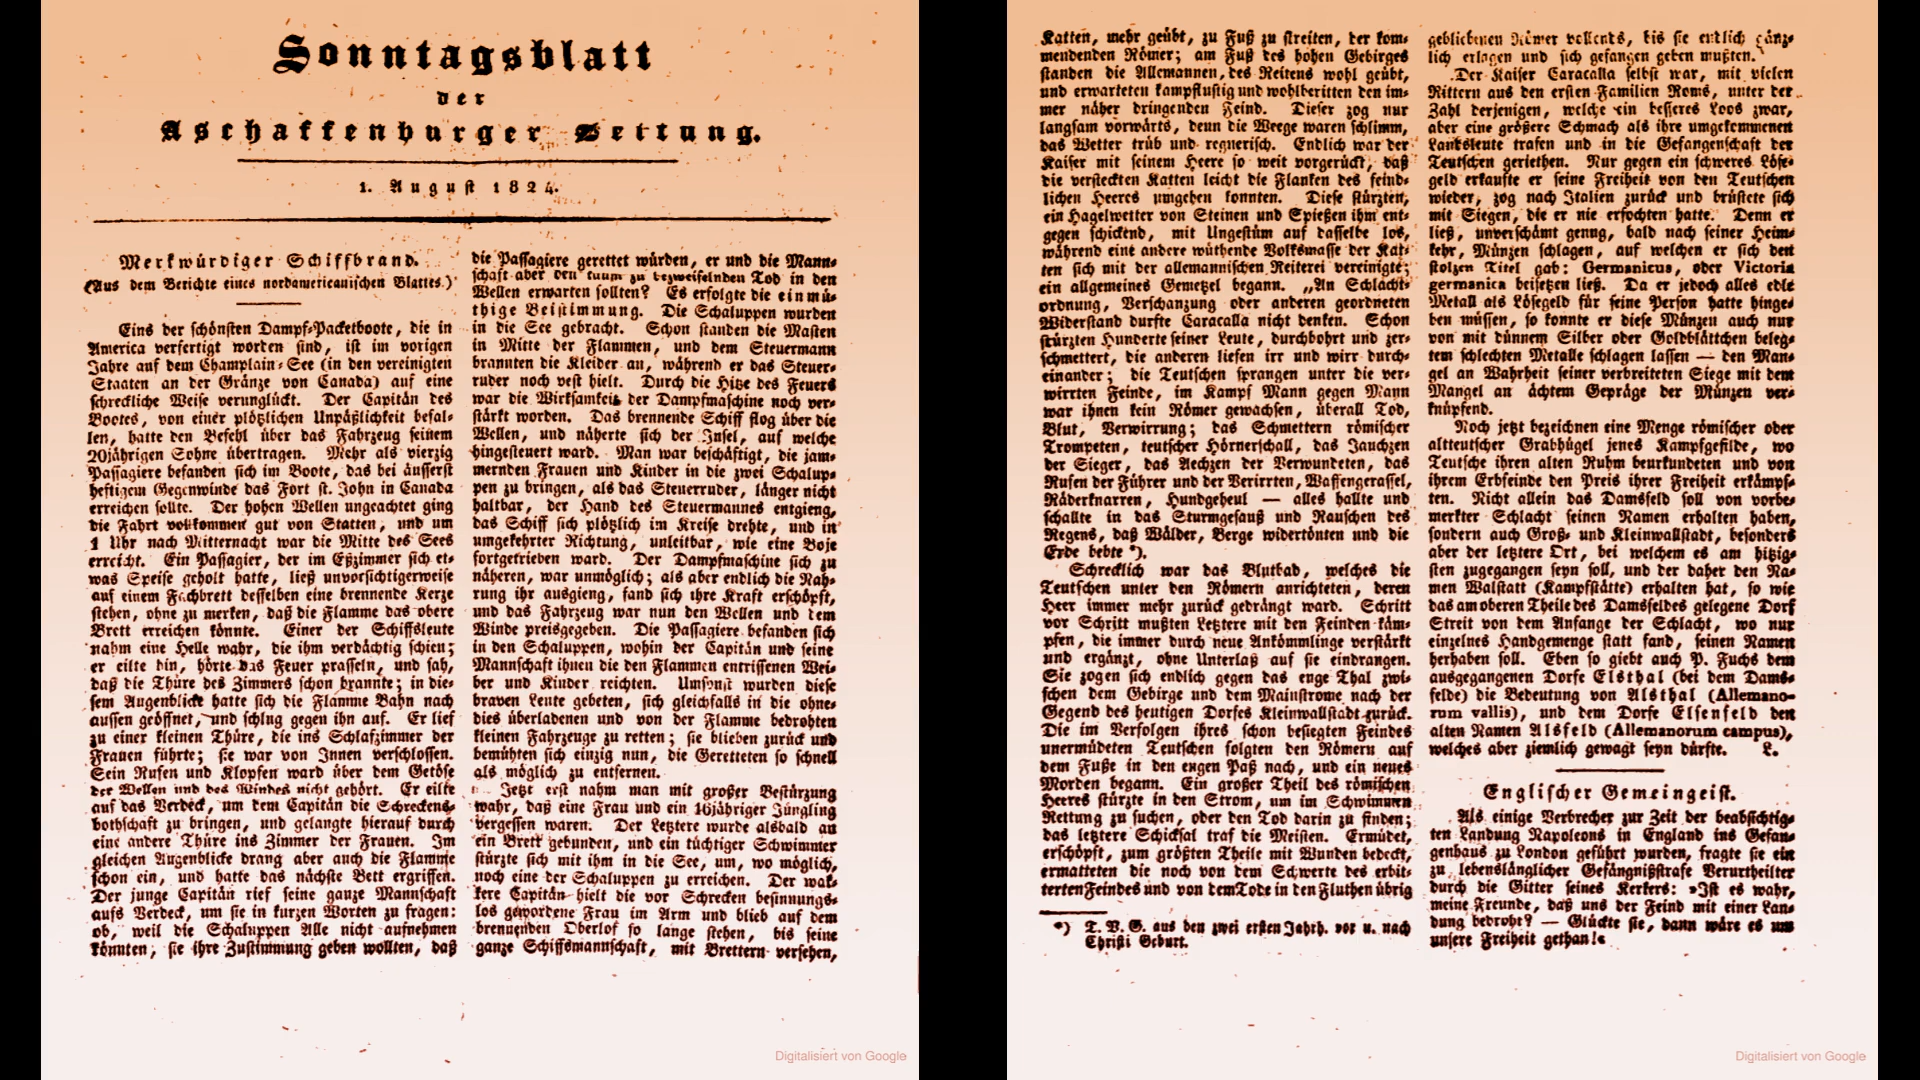 Sonntagsblatt
der
Aschaffenburger Zeitung.
1. August 1824.
Merkwürdiger Schiffbrand.
(Aus dem Berichte eines nordamericanischen Blattes.)
Eins der schönsten Dampf-Packetboote, die in
America verfertigt worden sind, ist im vorigen
Jahre auf dem Champlain-See (in den vereinigten
Staaten an der Gränze von Canada) auf eine
schreckliche Weise verunglückt. Der Capitän des
Bootes, von einer plötzlichen Unpäßlichkeit befal-
len, hatte den Befehl über das Fahrzeug seinem
20jährigen Sohne übertragen. Mehr als vierzig
Passagiere befanden sich im Boote, das bei äusserst
heftigem Gegenwinde das Fort st. John in Canada
erreichen sollte. Der hohen Wellen ungeachtet ging
die Fahrt vollkommen gut von Statten, und um
1 Uhr nach Mitternacht war die Mitte des Sees
erreicht. Ein Passagier, der im Eßzimmer sich et-
was Speise geholt hatte, ließ unvorsichtigerweise
auf einem Fachbrett desselben eine brennende Kerze
stehen, ohne zu merken, daß die Flamme das obere
Brett erreichen könnte. Einer der Schiffsleute
nahm eine Helle wahr, die ihm verdächtig schien;
er eilte hin, hörte das Feuer prasseln, und sah,
daß die Thüre des Zimmers schon brannte; in die-
sem Augenblicke hatte sich die Flamme Bahn nach
aussen geöffnet, und schlug gegen ihn auf. Er lief
zu einer kleinen Thüre, die ins Schlafzimmer der
Frauen führte; sie war von Innen verschlossen.
Sein Rufen und Klopfen ward über dem Getöse
der Wellen und des Windes nicht gehört. Er eilte
auf das Verdeck, um dem Capitän die Schreckens-
bothschaft zu bringen, und gelangte hierauf durch
eine andere Thüre ins Zimmer der Frauen. Im
gleichen Augenblicke drang aber auch die Flamme
schon ein, und hatte das nächste Bett ergriffen.
Der junge Capitän rief seine ganze Mannschaft
aufs Verdeck, um sie in kurzen Worten zu fragen:
ob, weil die Schaluppen Alle nicht aufnehmen
könnten, sie ihre Zustimmung geben wollten, daß
die Passagiere gerettet würden, er und die Mann-
schaft aber den kaum zu bezweifelnden Tod in den
Wellen erwarten sollten? Es erfolgte die einmü-
thige Beistimmung. Die Schaluppen wurden
in die See gebracht. Schon standen die Masten
in Mitte der Flammen, und dem Steuermann
brannten die Kleider an, während er das Steuer-
ruder noch vest hielt. Durch die Hitze des Feuers
war die Wirksamkeit der Dampfmaschine noch ver-
stärkt worden. Das brennende Schiff flog über die
Wellen, und näherte sich der Insel, auf welche
hingesteuert ward. Man war beschäftigt, die jam-
mernden Frauen und Kinder in die zwei Schalup-
pen zu bringen, als das Steuerruder, länger nicht
haltbar, der Hand des Steuermannes entgieng,
das Schiff sich plötzlich im Kreise drehte, und in
umgekehrter Richtung, unleitbar, wie eine Boje
fortgetrieben ward. Der Dampfmaschine sich zu
näheren, war unmöglich; als aber endlich die Nah-
rung ihr ausgieng, fand sich ihre Kraft erschöpft,
und das Fahrzeug war nun den Wellen und dem
Winde preisgegeben. Die Passagiere befanden sich
in den Schaluppen, wohin der Capitän und seine
Mannschaft ihnen die den Flammen entrissenen Wei-
ber und Kinder reichten. Umsonst wurden diese
braven Leute gebeten, sich gleichfalls in die ohne-
dies überladenen und von der Flamme bedrohten
kleinen Fahrzeuge zu retten; sie blieben zurück und
bemühten sich einzig nun, die Geretteten so schnell
als möglich zu entfernen.
Jetzt erst nahm man mit großer Bestürzung
wahr, daß eine Frau und ein 16jähriger Jüngling
vergessen waren. Der Letztere wurde alsbald an
ein Brett gebunden, und ein tüchtiger Schwimmer
stürzte sich mit ihm in die See, um, wo möglich,
noch eine der Schaluppen zu erreichen. Der wak-
kere Capitän hielt die vor Schrecken besinnungs-
los gewordene Frau im Arm und blieb auf dem
brennenden Oberlof so lange stehen, bis seine
ganze Schiffsmannschaft, mit Brettern versehen,
Digitalisiert von Google
Katten, mehr geübt, zu Fuß zu streiten, der kom-
mendenden Römer; am Fuß des hohen Gebirges
standen die Allemannen, des Reitens wohl geübt,
und erwarteten kampflustig und wohlberitten den im-
mer näher dringenden Feind. Dieser zog nur
langsam vorwärts, denn die Weege waren schlimm,
das Wetter trüb und regnerisch. Endlich war der
Kaiser mit seinem Heere so weit vorgerückt, daß
die versteckten Katten leicht die Flanken des feind-
lichen Heeres umgeben konnten. Diese stürzten,
ein Hagelwetter von Steinen und Spießen ihm ent-
gegen schickend, mit Ungestüm auf dasselbe los,
während eine andere wüthende Volksmasse der Kat-
ten sich mit der allemannischen Reiterei vereinigte;
ein allgemeines Gemetzel begann. „An Schlacht-
ordnung, Verschanzung oder anderen geordneten
Widerstand durfte Caracalla nicht denken. Schon
stürzten Hunderte seiner Leute, durchbohrt und zer-
schmettert, die anderen liefen irr und wirr durch-
einander; die Teutschen sprangen unter die ver-
wirrten Feinde, im Kampf Mann gegen Mann
war ihnen kein Römer gewachsen, überall Tod,
Blut, Verwirrung; das Schmettern römischer
Trompeten, teutscher Hörnerschall, das Jauchzen
der Sieger, das Aechzen der Verwundeten, das
Rufen der Führer und der Verirrten, Waffengerassel,
Räderknarren, Hundgeheul — alles hallte und
schallte in das Sturmgesauß und Rauschen des
Regens, daß Wälder, Berge widertönten und die
Erde bebte *).
Schrecklich war das Blutbad, welches die
Teutschen unter den Römern anrichteten, deren
Heer immer mehr zurück gedrängt ward. Schritt
vor Schritt mußten Letztere mit den Feinden käm-
pfen, die immer durch neue Ankömmlinge verstärkt
und ergänzt, ohne Unterlaß auf sie eindrangen.
Sie zogen sich endlich gegen das enge Thal zwi-
schen dem Gebirge und dem Mainstrome nach der
Gegend des heutigen Dorfes Kleinwallstadt zurück.
Die im Verfolgen ihres schon besiegten Feindes
unermüdeten Teutschen folgten den Römern auf
dem Fuße in den engen Paß nach, und ein neues
Morden begann. Ein großer Theil des römischen
Heeres stürzte in den Strom, um im Schwimmen
Rettung zu suchen, oder den Tod darin zu finden;
das letztere Schicksal traf die Meisten. Ermüdet,
erschöpft, zum größten Theile mit Wunden bedeckt,
ermatteten die noch von dem Schwerte des erbit-
terten Feindes und von dem Tode in den Fluthen übrig
*) T. V. G. aus den zwei ersten Jahrh. vor u. nach
Christi Geburt.
gebliebenen Römer vollends, bis sie endlich gänz-
lich erlagen und sich gefangen geben mußten.
Der Kaiser Caracalla selbst war, mit vielen
Rittern aus den ersten Familien Roms, unter der
Zahl derjenigen, welche ein besseres Loos zwar,
aber eine größere Schmach als ihre umgekommenen
Landsleute trafen und in die Gefangenschaft der
Teutschen geriethen. Nur gegen ein schweres Löse-
geld erkaufte er seine Freiheit von den Teutschen
wieder, zog nach Italien zurück und brüstete sich
mit Siegen, die er nie erfochten hatte. Denn er
ließ, unverschämt genug, bald nach seiner Heim-
kehr, Münzen schlagen, auf welchen er sich den
stolzen Titel gab: Germanicus, oder Victoria
germanica beisetzen ließ. Da er jedoch alles edle
Metall als Lösegeld für seine Person hatte hinge-
ben müssen, so konnte er diese Münzen auch nur
von mit dünnem Silber oder Goldblättchen beleg-
tem schlechten Metalle schlagen lassen — den Man-
gel an Wahrheit seiner verbreiteten Siege mit dem
Mangel an ächtem Gepräge der Münzen ver-
knüpfend.
Noch jetzt bezeichnen eine Menge römischer oder
altteutscher Grabhügel jenes Kampfgefilde, wo
Teutsche ihren alten Ruhm beurkundeten und von
ihrem Erbfeinde den Preis ihrer Freiheit erkämpf-
ten. Nicht allein das Damsfeld soll von vorbe-
merkter Schlacht seinen Namen erhalten haben,
sondern auch Groß- und Kleinwallstadt, besonders
aber der letztere Ort, bei welchem es am hitzig-
sten zugegangen seyn soll, und der daher den Na-
men Walstatt (Kampfstätte) erhalten hat, so wie
das am oberen Theile des Damsfeldes gelegene Dorf
Streit von dem Anfange der Schlacht, wo nur
einzelnes Handgemenge statt fand, seinen Namen
herhaben soll. Eben so giebt auch P. Fuchs dem
ausgegangenen Dorfe Elsthal (bei dem Dams-
felde) die Bedeutung von Alsthal (Allemano-
rum vallis), und dem Dorfe Elsenfeld den
alten Namen Alsfeld (Allemanorum campus),
welches aber ziemlich gewagt seyn dürfte. L.
Englischer Gemeingeist.
Als einige Verbrecher zur Zeit der beabsichtig-
ten Landung Napoleons in England ins Gefan-
genhaus zu London geführt wurden, fragte sie ein
zu lebenslänglicher Gefängnißstrafe Verurtheilter
durch die Gitter seines Kerkers: »Ist es wahr,
meine Freunde, daß uns der Feind mit einer Lan-
dung bedroht? — Glückte sie, dann wäre es um
unsere Freiheit gethan!«
Digitalisiert von Google